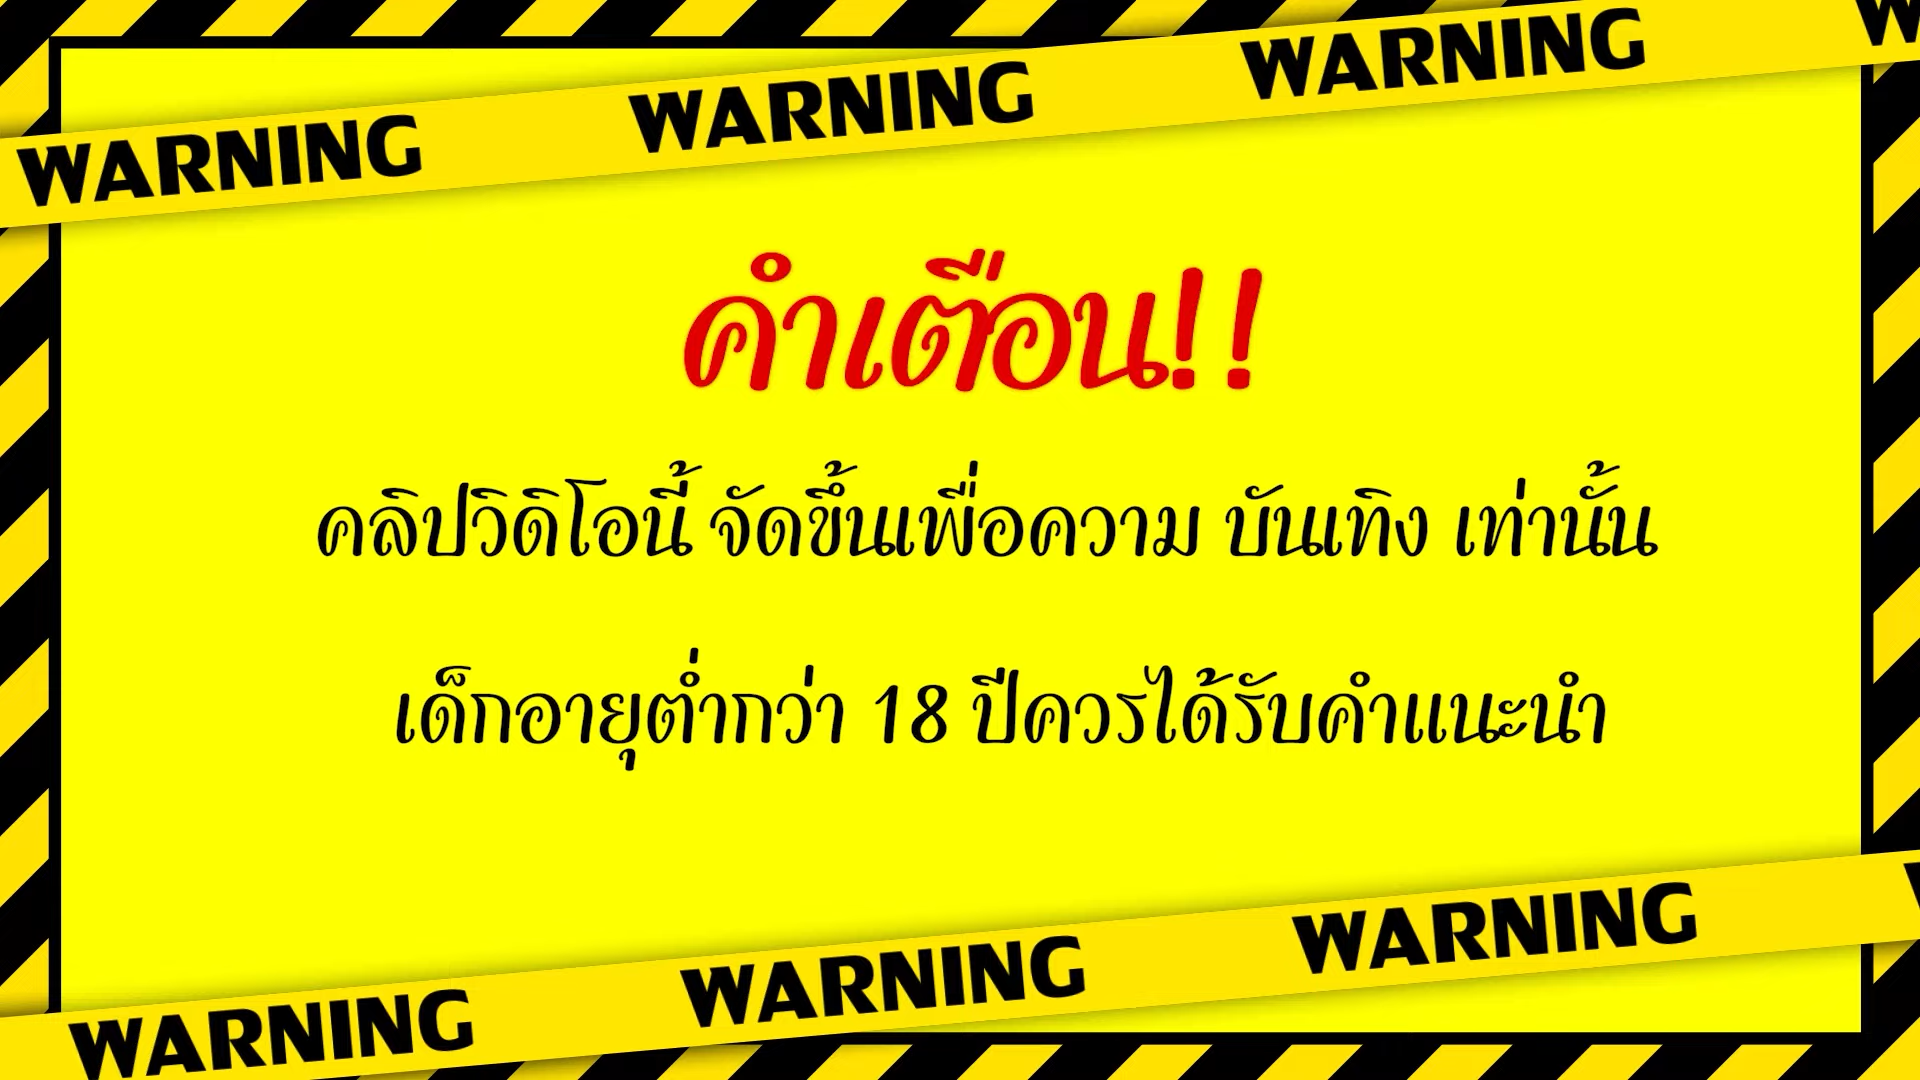 WARNING WARNING WARNING W
คำเตือน!!
คลิปวิดิโอนี้ จัดขึ้นเพื่อความ บันเทิง เท่านั้น
เด็กอายุต่ำกว่า 18 ปีควรได้รับคำแนะนำ
WARNING WARNING WARNING